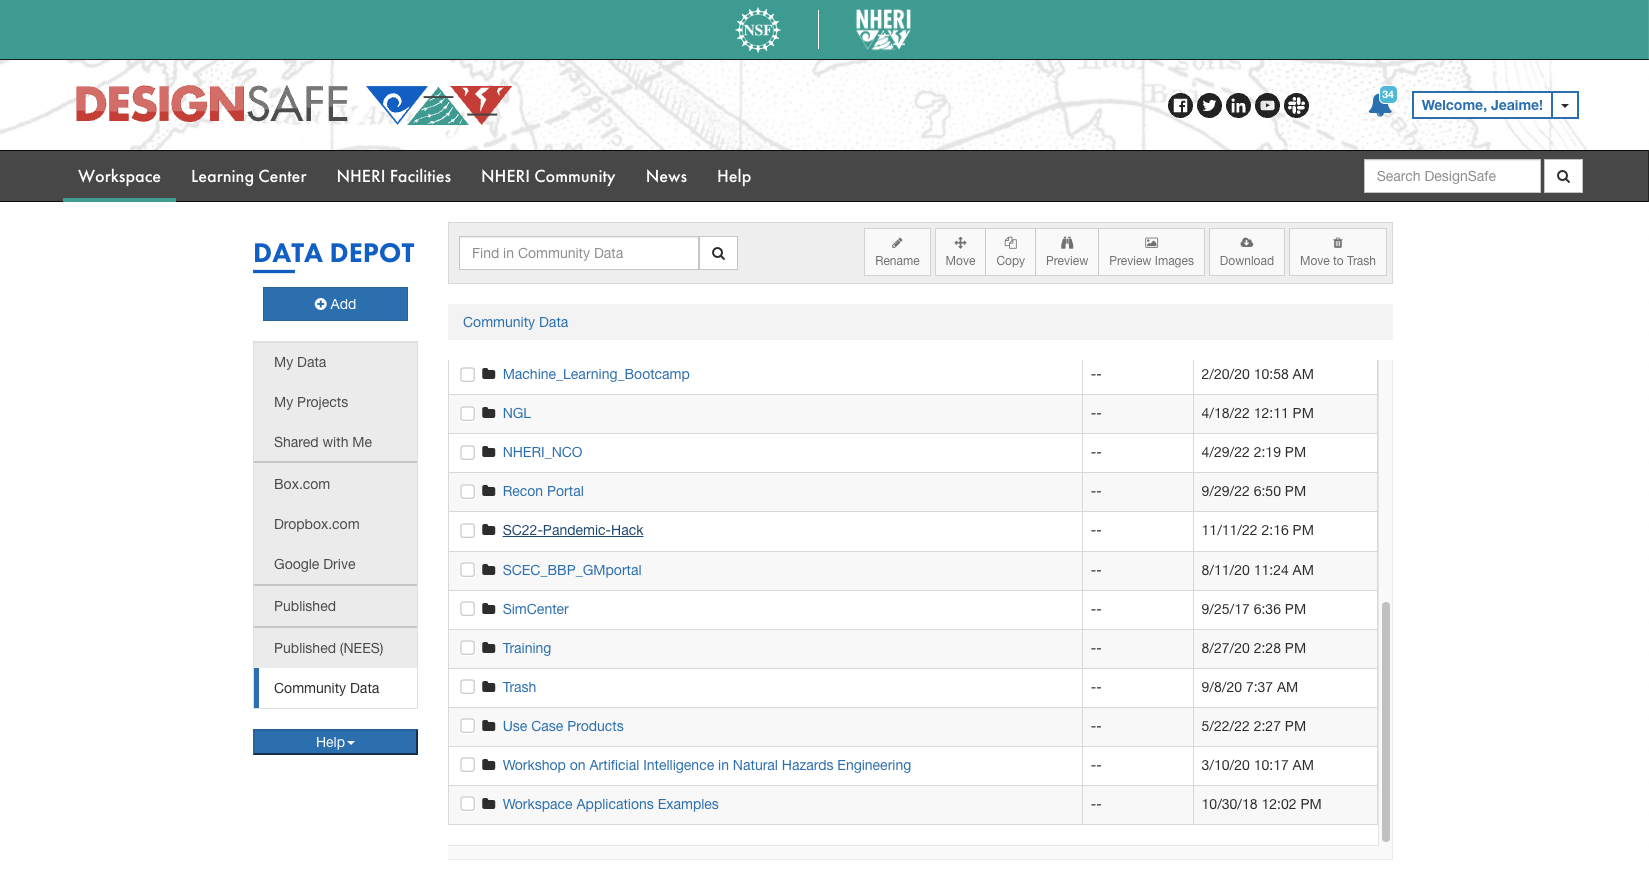 NSF
NHERI
DESIGNSAFE
34
Welcome, Jeaime!
Workspace
Learning Center
NHERI Facilities
NHERI Community
News
Help
Search DesignSafe
DATA DEPOT
Add
My Data
My Projects
Shared with Me
Box.com
Dropbox.com
Google Drive
Published
Published (NEES)
Community Data
Help
Find in Community Data
Rename
Move
Copy
Preview
Preview Images
Download
Move to Trash
Community Data
Machine_Learning_Bootcamp -- 2/20/20 10:58 AM
NGL -- 4/18/22 12:11 PM
NHERI_NCO -- 4/29/22 2:19 PM
Recon Portal -- 9/29/22 6:50 PM
SC22-Pandemic-Hack -- 11/11/22 2:16 PM
SCEC_BBP_GMportal -- 8/11/20 11:24 AM
SimCenter -- 9/25/17 6:36 PM
Training -- 8/27/20 2:28 PM
Trash -- 9/8/20 7:37 AM
Use Case Products -- 5/22/22 2:27 PM
Workshop on Artificial Intelligence in Natural Hazards Engineering -- 3/10/20 10:17 AM
Workspace Applications Examples -- 10/30/18 12:02 PM